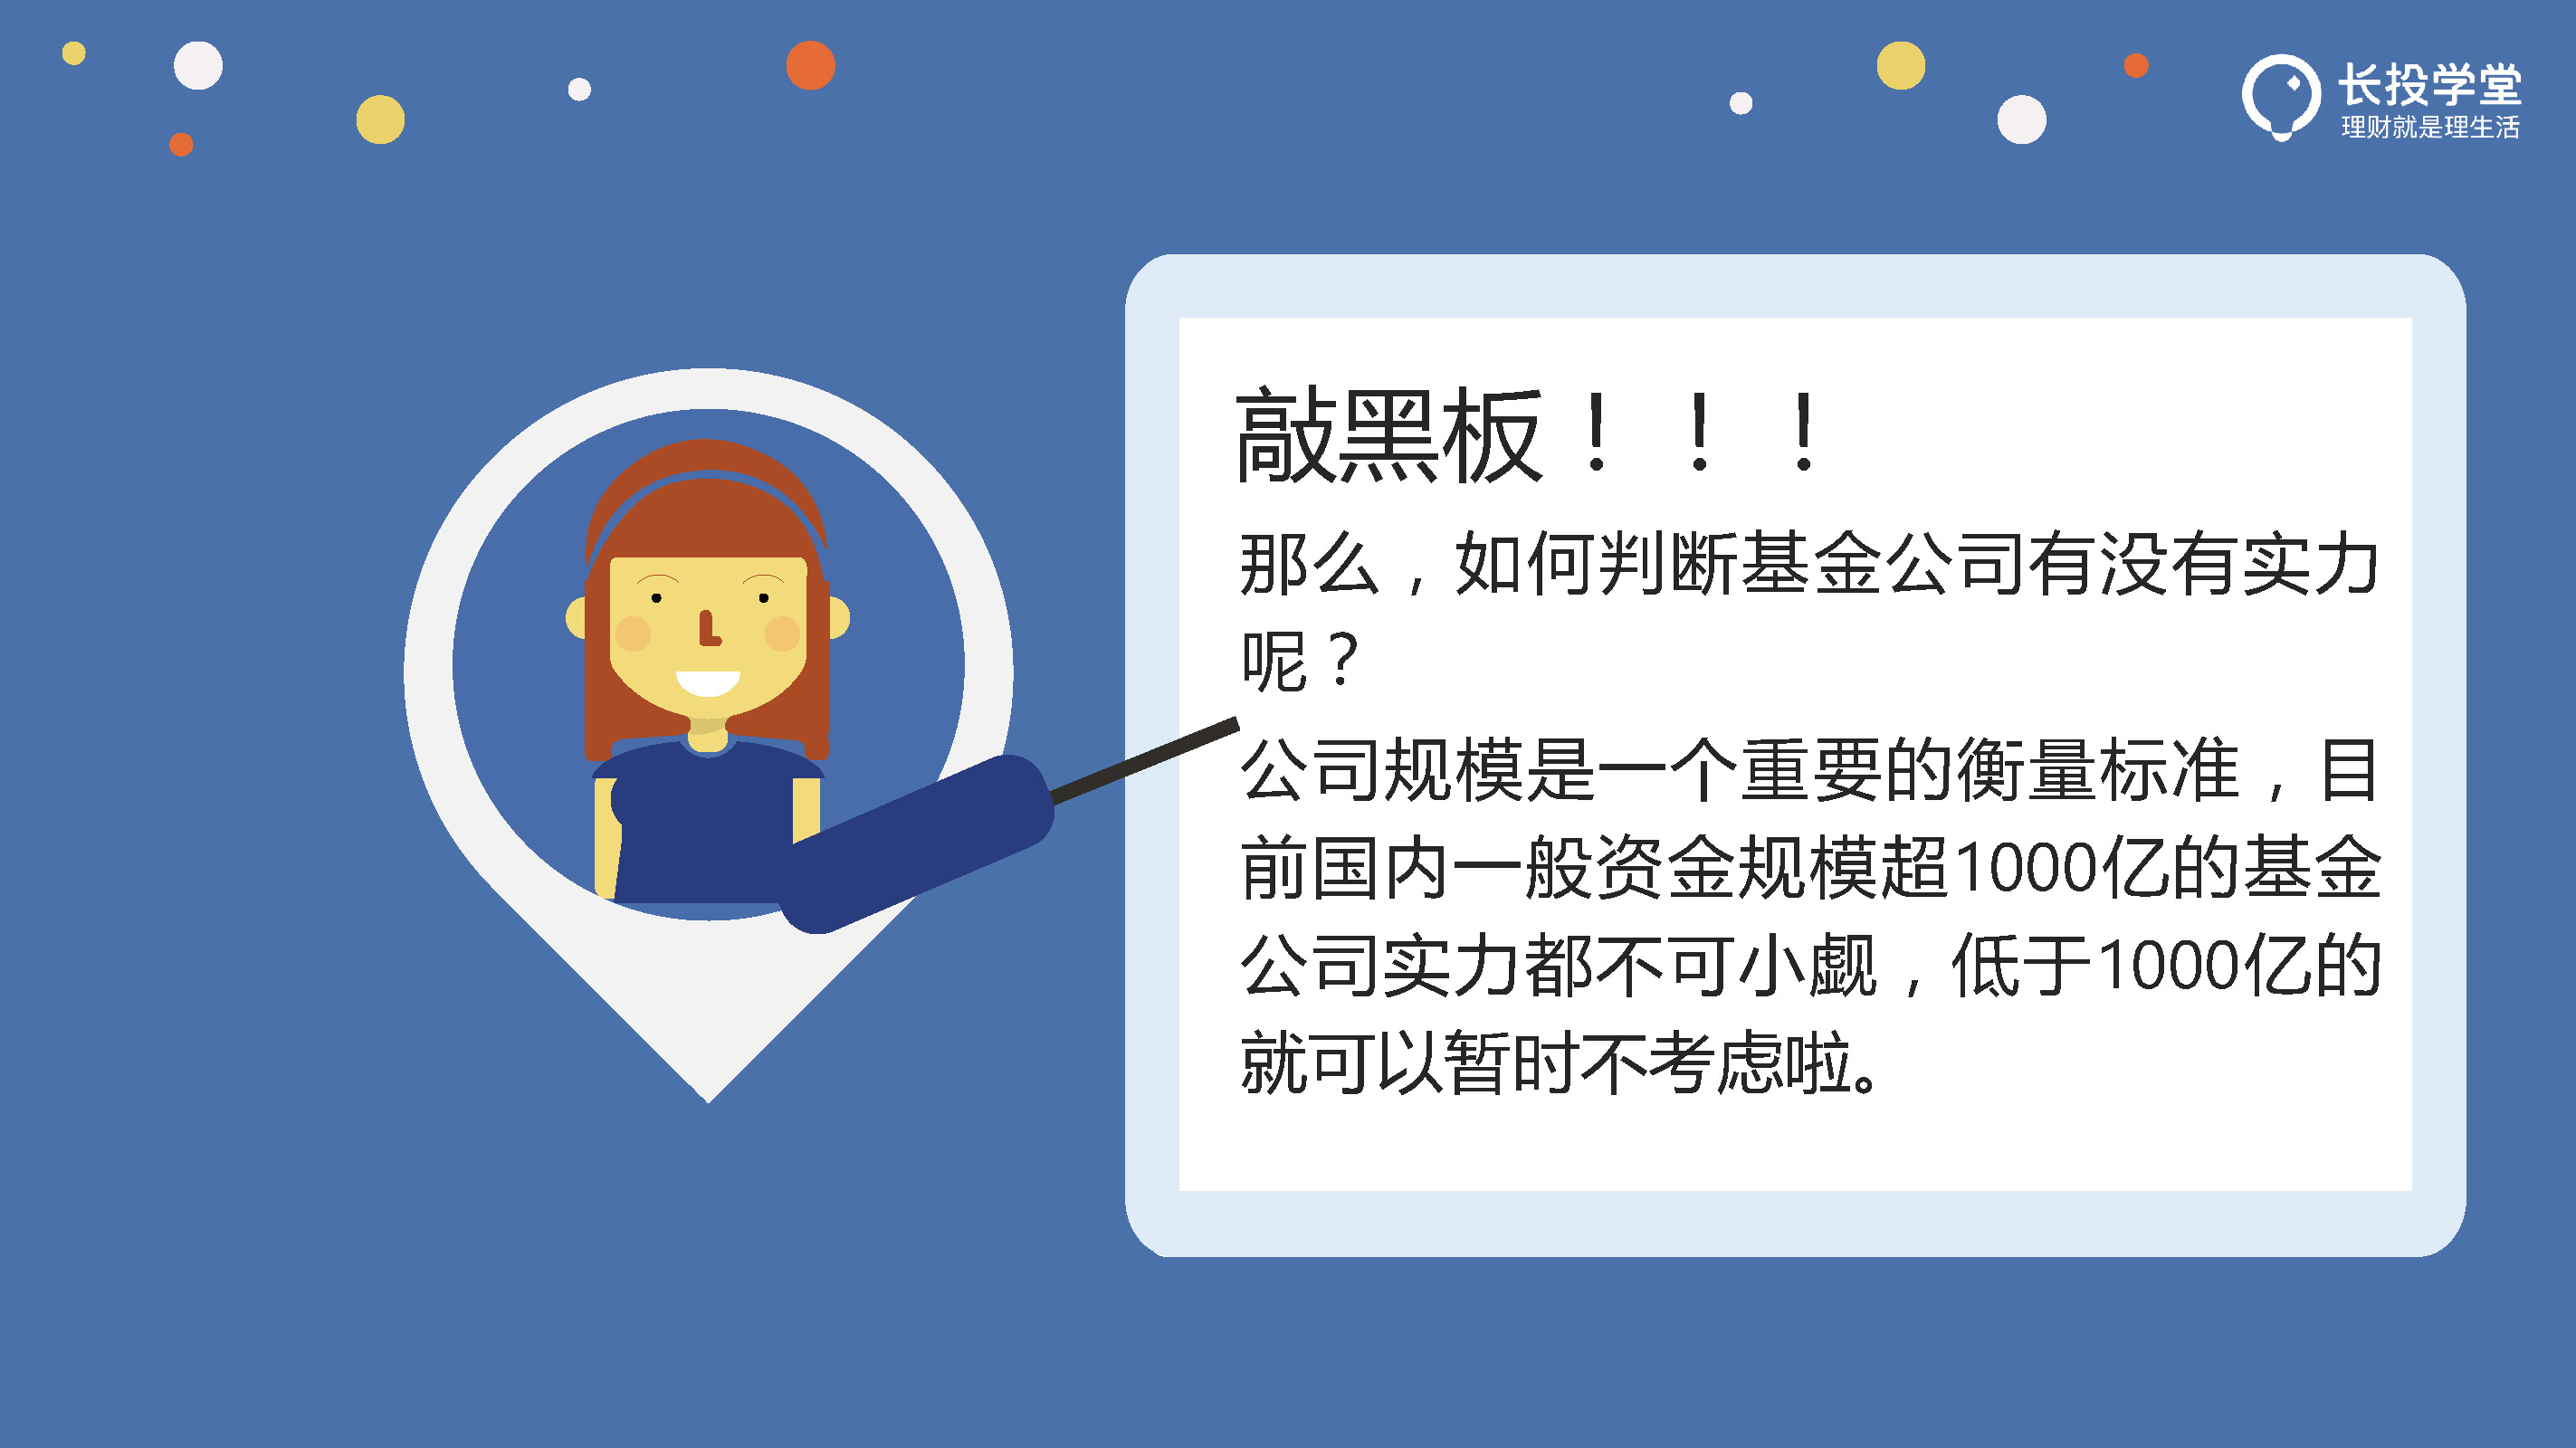 长投学堂
理财就是理生活
敲黑板！！！
那么，如何判断基金公司有没有实力
呢？
公司规模是一个重要的衡量标准，目
前国内一般资金规模超1000亿的基金
公司实力都不可小觑，低于1000亿的
就可以暂时不考虑啦。